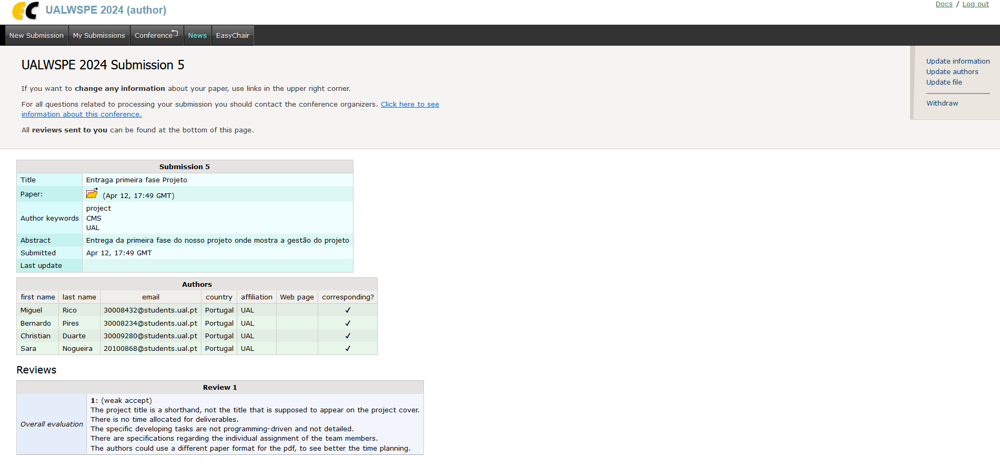 EC UALWSPE 2024 (author)
Docs / Log out
New Submission My Submissions Conference News EasyChair
UALWSPE 2024 Submission 5
Update information
Update authors
Update file
Withdraw
If you want to change any information about your paper, use links in the upper right corner.
For all questions related to processing your submission you should contact the conference organizers. Click here to see
information about this conference.
All reviews sent to you can be found at the bottom of this page.
Submission 5
Title Entraga primeira fase Projeto
Paper: (Apr 12, 17:49 GMT)
Author keywords project
CMS
UAL
Abstract Entrega da primeira fase do nosso projeto onde mostra a gestão do projeto
Submitted Apr 12, 17:49 GMT
Last update
Authors
first name last name email country affiliation Web page corresponding?
Miguel Rico 30008432@students.ual.pt Portugal UAL ✓
Bernardo Pires 30008234@students.ual.pt Portugal UAL ✓
Christian Duarte 30009280@students.ual.pt Portugal UAL ✓
Sara Nogueira 20100868@students.ual.pt Portugal UAL ✓
Reviews
Review 1
Overall evaluation
1: (weak accept)
The project title is a shorthand, not the title that is supposed to appear on the project cover.
There is no time allocated for deliverables.
The specific developing tasks are not programming-driven and not detailed.
There are specifications regarding the individual assignment of the team members.
The authors could use a different paper format for the pdf, to see better the time planning.